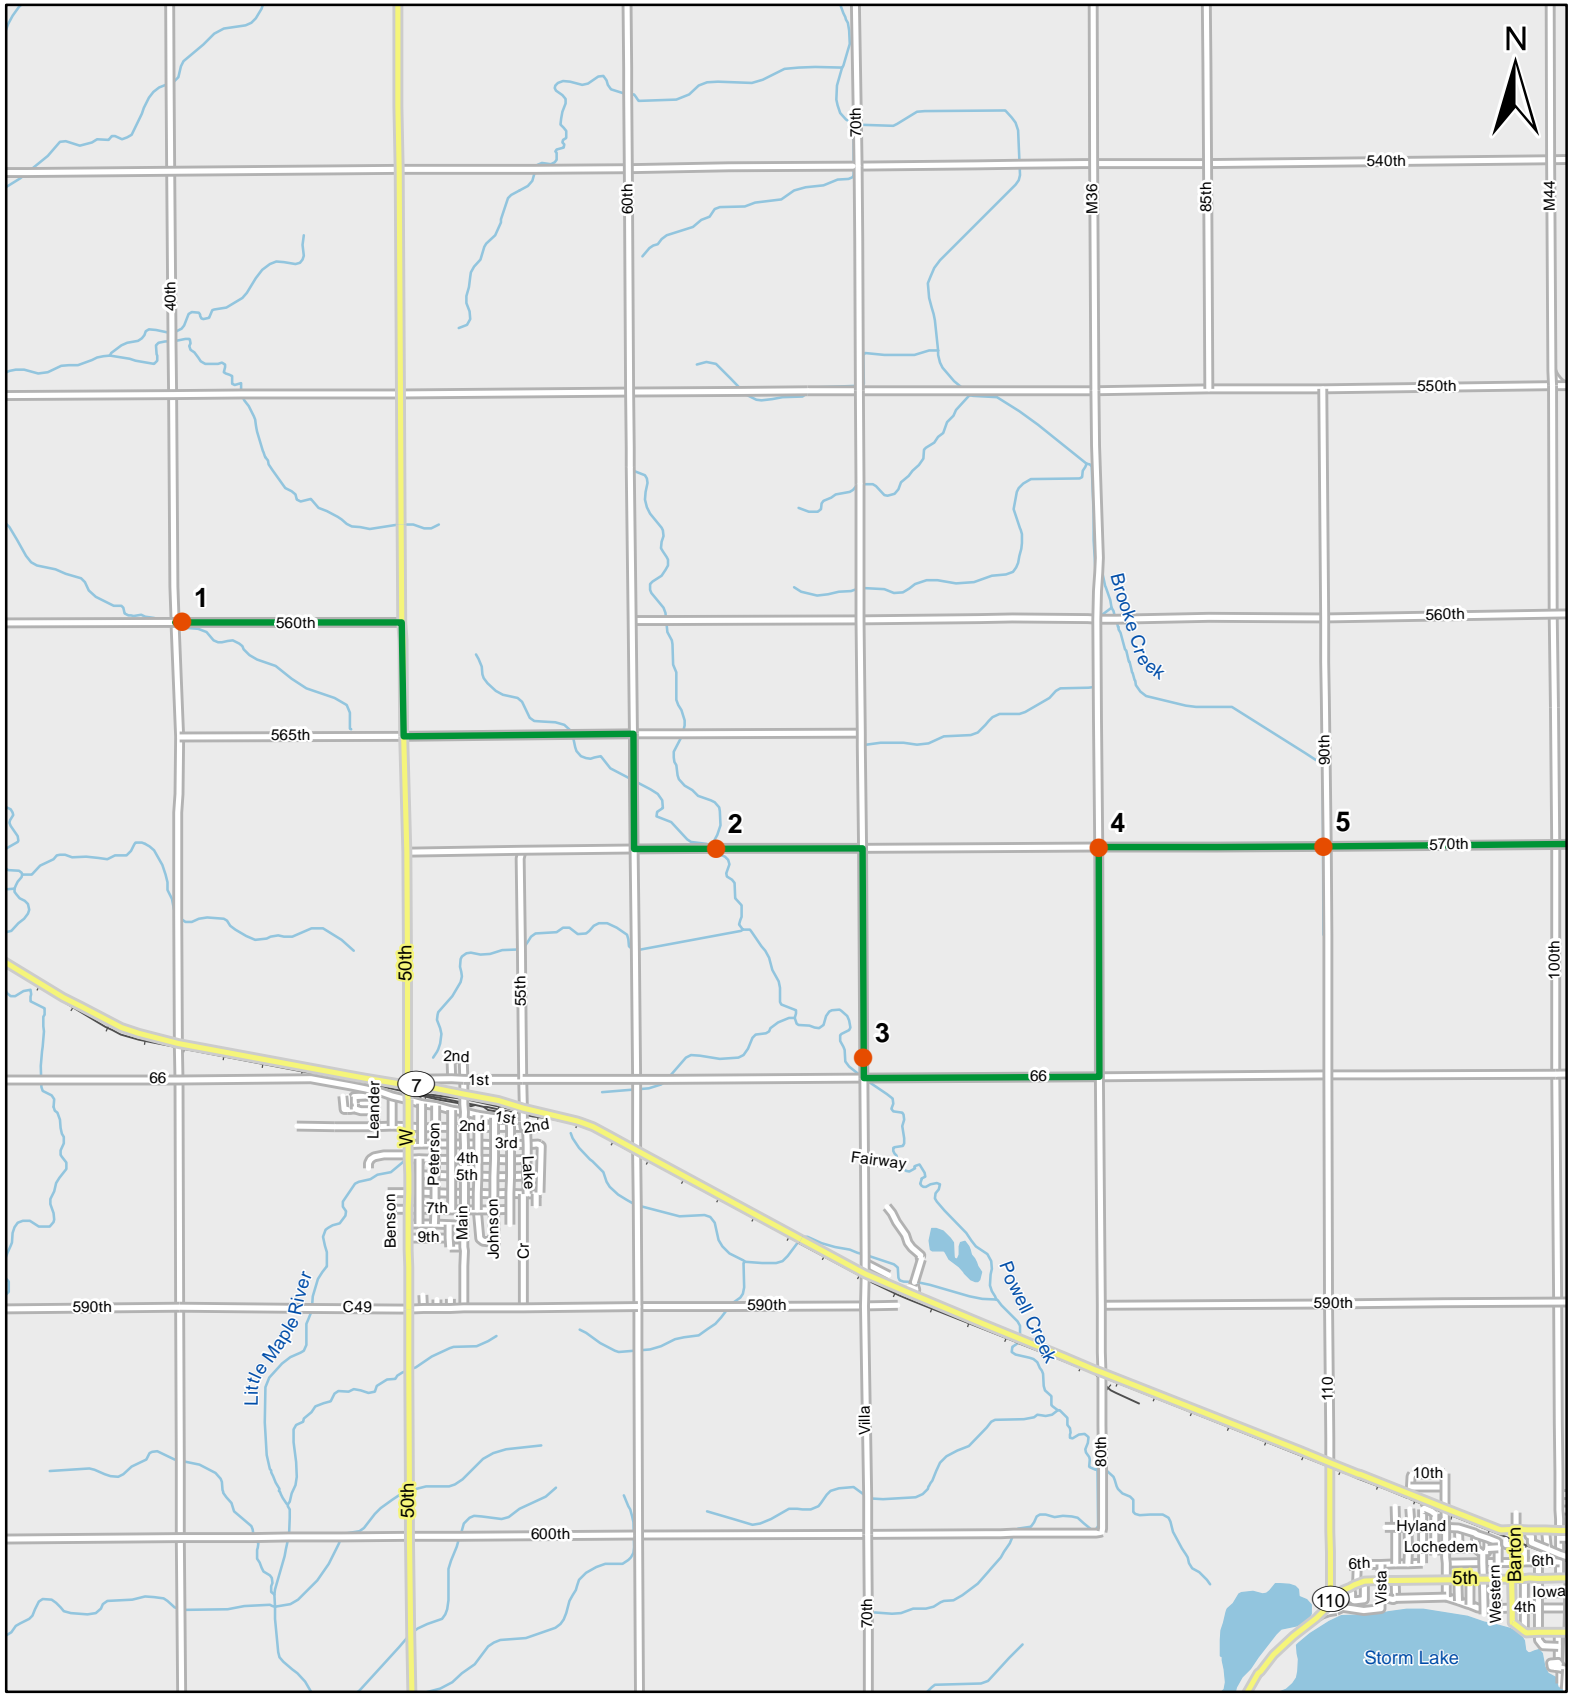 N
70th
540th
60th
M36
85th
M44
40th
550th
1
560th
Brooke Creek
560th
565th
90th
2
4
5
570th
50th
55th
100th
3
2nd
66
7
1st
66
Leander
1st
2nd
2nd
W
Peterson
3rd
4th
5th
Lake
Fairway
Benson
7th
Main
Johnson
9th
Cr
Powell Creek
Little Maple River
590th
C49
590th
590th
110
Villa
80th
10th
50th
600th
Hyland
Lochedem
Barton
6th
6th
5th
Vista
Western
Iowa
110
4th
70th
Storm Lake